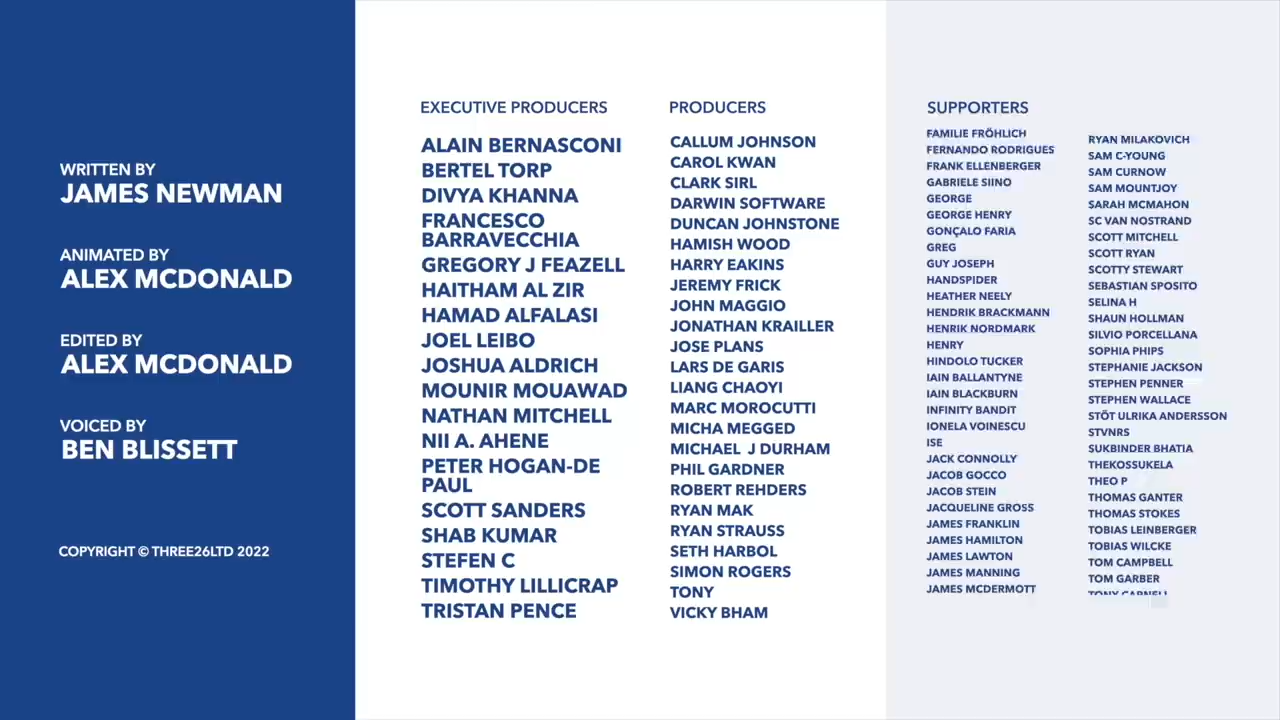 WRITTEN BY
JAMES NEWMAN
ANIMATED BY
ALEX MCDONALD
EDITED BY
ALEX MCDONALD
VOICED BY
BEN BLISSETT
COPYRIGHT © THREE26LTD 2022
EXECUTIVE PRODUCERS
ALAIN BERNASCONI
BERTEL TORP
DIVYA KHANNA
FRANCESCO
BARRAVECCHIA
GREGORY J FEAZELL
HAITHAM AL ZIR
HAMAD ALFALASI
JOEL LEIBO
JOSHUA ALDRICH
MOUNIR MOUAWAD
NATHAN MITCHELL
NII A. AHENE
PETER HOGAN-DE
PAUL
SCOTT SANDERS
SHAB KUMAR
STEFEN C
TIMOTHY LILLICRAP
TRISTAN PENCE
PRODUCERS
CALLUM JOHNSON
CAROL KWAN
CLARK SIRL
DARWIN SOFTWARE
DUNCAN JOHNSTONE
HAMISH WOOD
HARRY EAKINS
JEREMY FRICK
JOHN MAGGIO
JONATHAN KRAILLER
JOSE PLANS
LARS DE GARIS
LIANG CHAOYI
MARC MOROCUTTI
MICHA MEGGED
MICHAEL J DURHAM
PHIL GARDNER
ROBERT REHDERS
RYAN MAK
RYAN STRAUSS
SETH HARBOL
SIMON ROGERS
TONY
VICKY BHAM
SUPPORTERS
FAMILIE FRÖHLICH
FERNANDO RODRIGUES
FRANK ELLENBERGER
GABRIELE SIINO
GEORGE
GEORGE HENRY
GONÇALO FARIA
GREG
GUY JOSEPH
HANDSPIDER
HEATHER NEELY
HENDRIK BRACKMANN
HENRIK NORDMARK
HENRY
HINDOLO TUCKER
IAIN BALLANTYNE
IAIN BLACKBURN
INFINITY BANDIT
IONELA VOINESCU
ISE
JACK CONNOLLY
JACOB GOCCO
JACOB STEIN
JACQUELINE GROSS
JAMES FRANKLIN
JAMES HAMILTON
JAMES LAWTON
JAMES MANNING
JAMES MCDERMOTT
RYAN MILAKOVICH
SAM C-YOUNG
SAM CURNOW
SAM MOUNTJOY
SARAH MCMAHON
SC VAN NOSTRAND
SCOTT MITCHELL
SCOTT RYAN
SCOTTY STEWART
SEBASTIAN SPOSITO
SELINA H
SHAUN HOLLMAN
SILVIO PORCELLANA
SOPHIA PHIPS
STEPHANIE JACKSON
STEPHEN PENNER
STEPHEN WALLACE
STÖT ULRIKA ANDERSSON
STVNRS
SUKBINDER BHATIA
THEKOSSUKELA
THEO P
THOMAS GANTER
THOMAS STOKES
TOBIAS LEINBERGER
TOBIAS WILCKE
TOM CAMPBELL
TOM GARBER
TONY